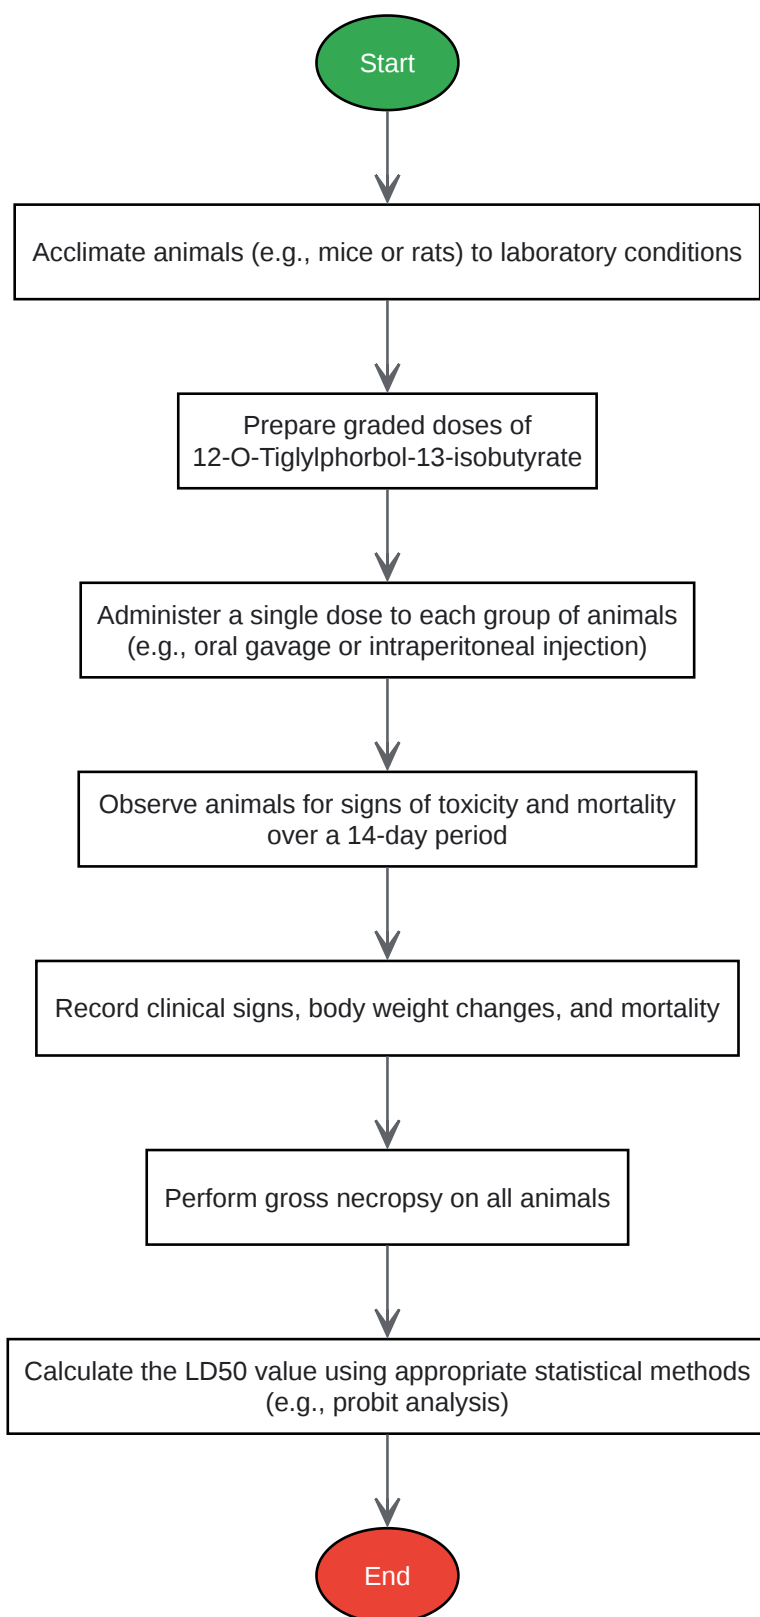 Start
Acclimate animals (e.g., mice or rats) to laboratory conditions
Prepare graded doses of
12-O-Tiglylphorbol-13-isobutyrate
Administer a single dose to each group of animals
(e.g., oral gavage or intraperitoneal injection)
Observe animals for signs of toxicity and mortality
over a 14-day period
Record clinical signs, body weight changes, and mortality
Perform gross necropsy on all animals
Calculate the LD50 value using appropriate statistical methods
(e.g., probit analysis)
End